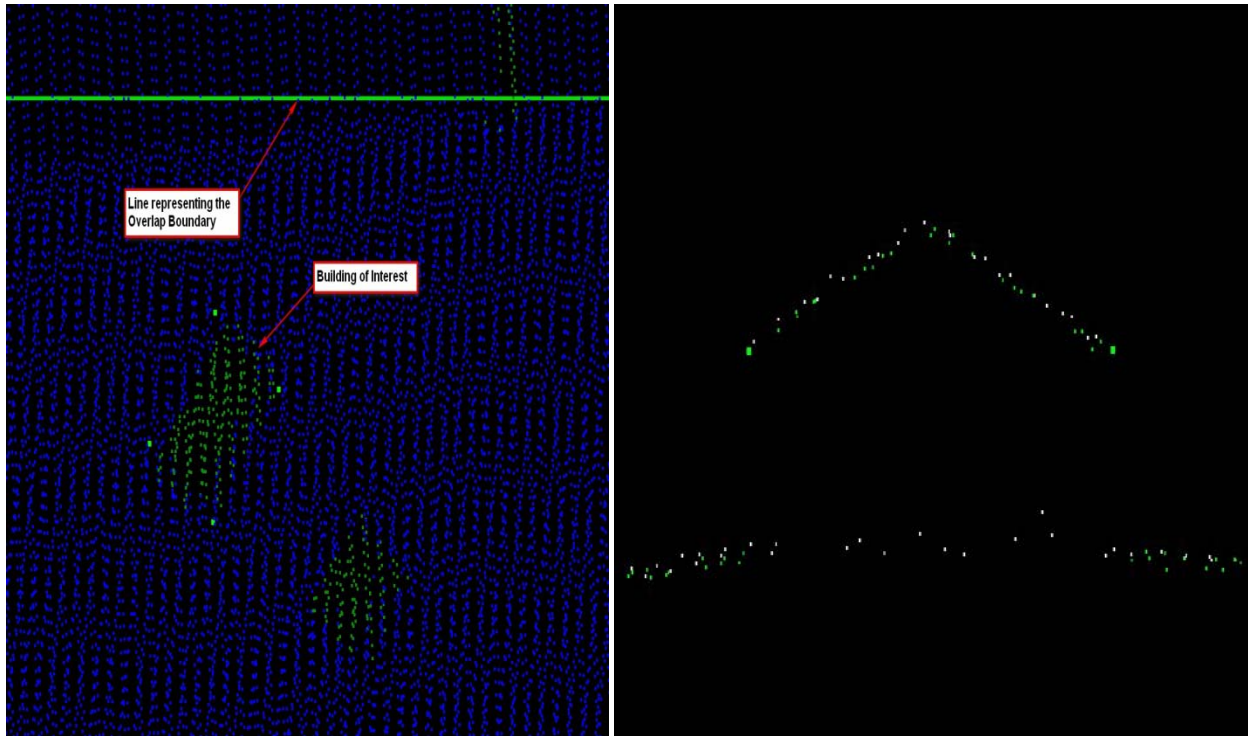 Line representing the
Overlap Boundary
Building of Interest